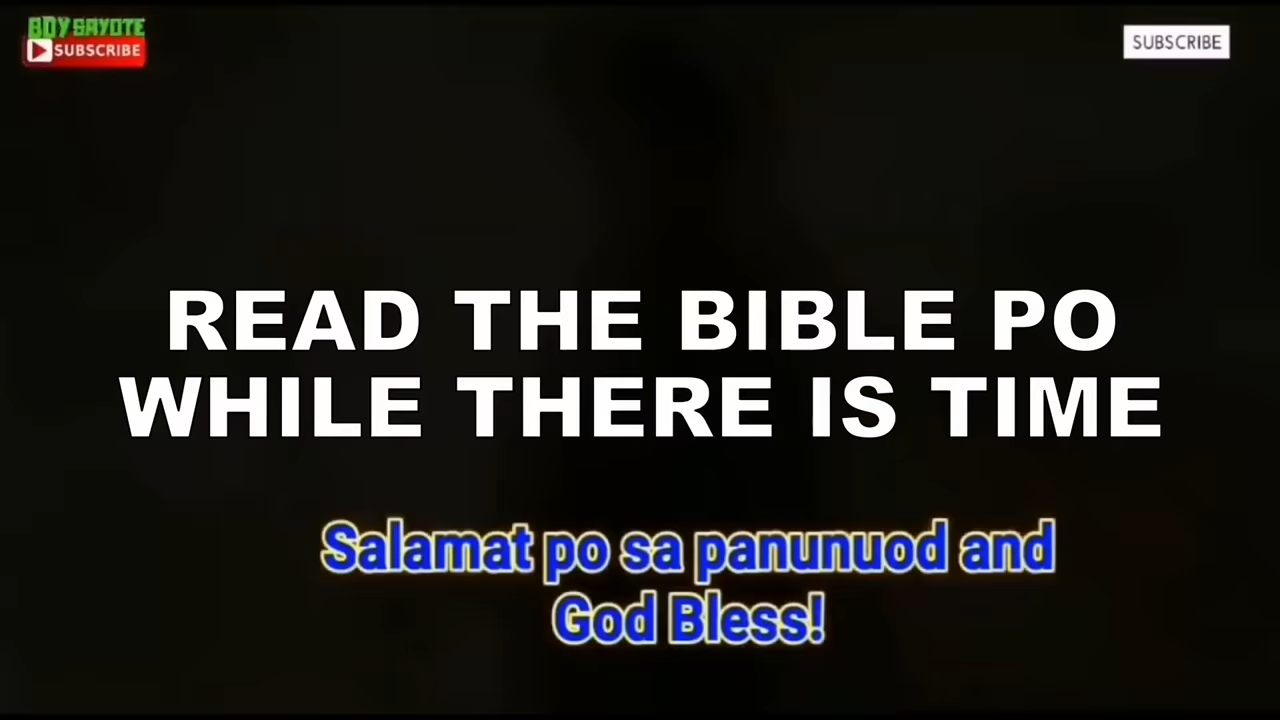 BOY SAYOTE
SUBSCRIBE
SUBSCRIBE
READ THE BIBLE PO
WHILE THERE IS TIME
Salamat po sa panunuod and
God Bless!